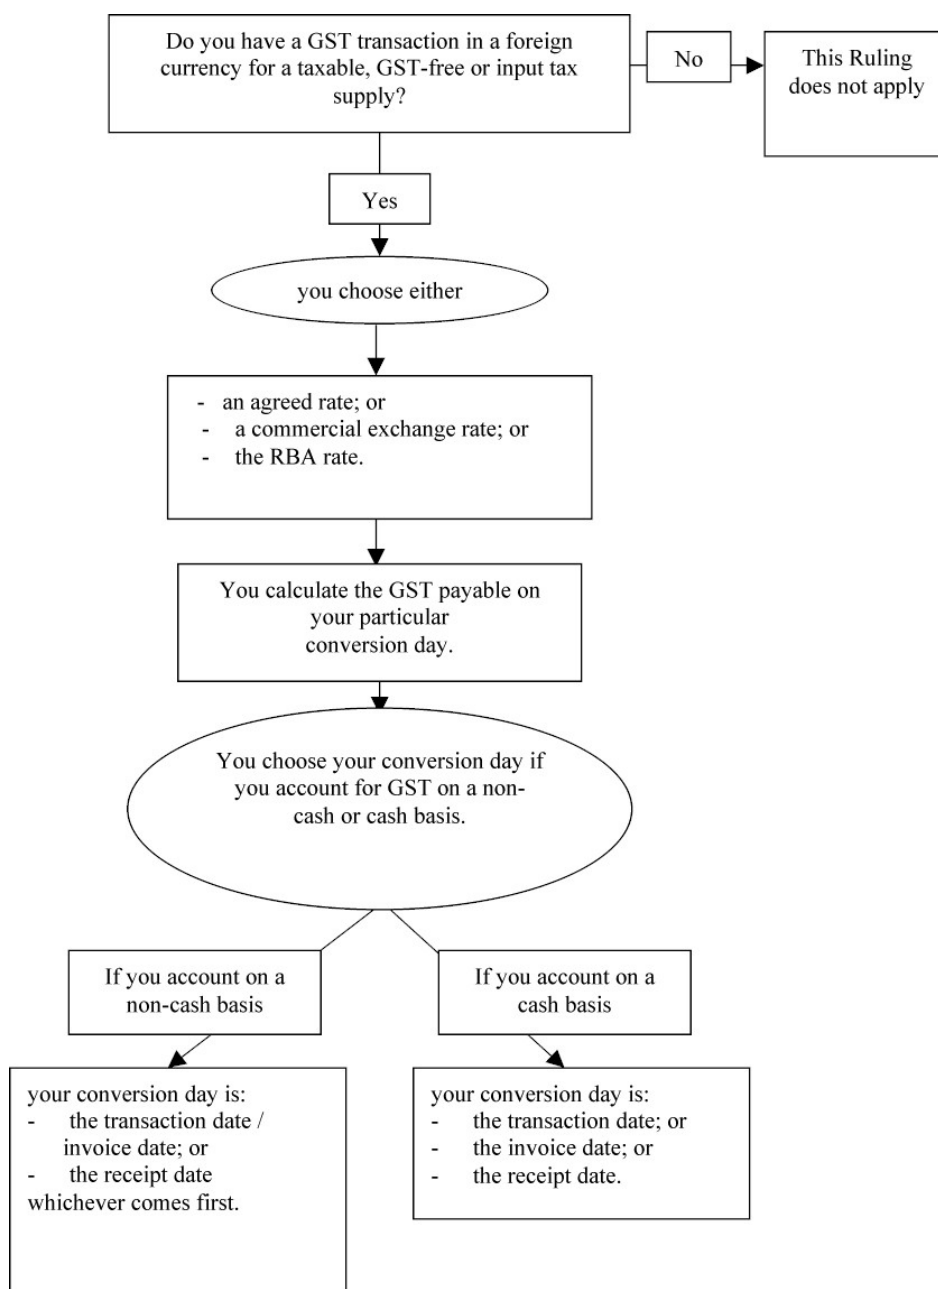 Do you have a GST transaction in a foreign
currency for a taxable, GST-free or input tax
supply?
No
This Ruling
does not apply
Yes
you choose either
- an agreed rate; or
- a commercial exchange rate; or
- the RBA rate.
You calculate the GST payable on
your particular
conversion day.
You choose your conversion day if
you account for GST on a non-
cash or cash basis.
If you account on a
non-cash basis
If you account on a
cash basis
your conversion day is:
- the transaction date /
invoice date; or
- the receipt date
whichever comes first.
your conversion day is:
- the transaction date; or
- the invoice date; or
- the receipt date.